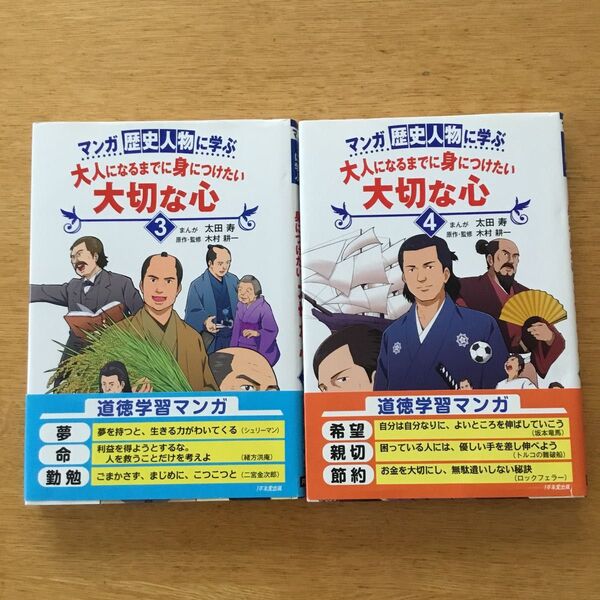 マンガ 歴史人物に学ぶ
大人になるまでに身につけたい
大切な心
3
まんが 太田 寿
原作・監修 木村 耕一
道徳学習マンガ
夢 夢を持つと、生きる力がわいてくる(シュリーマン)
命 利益を得ようとするな。
人を救うことだけを考えよ (緒方洪庵)
勤勉 ごまかさず、まじめに、こつこつと(二宮金次郎)
1万年堂出版
マンガ 歴史人物に学ぶ
大人になるまでに身につけたい
大切な心
4
まんが 太田 寿
原作・監修 木村 耕一
道徳学習マンガ
希望 自分は自分なりに、よいところを伸ばしていこう
(坂本竜馬)
親切 困っている人には、優しい手を差し伸べよう
(トルコの難破船)
節約 お金を大切にし、無駄遣いしない秘訣
(ロックフェラー)
1万年堂出版